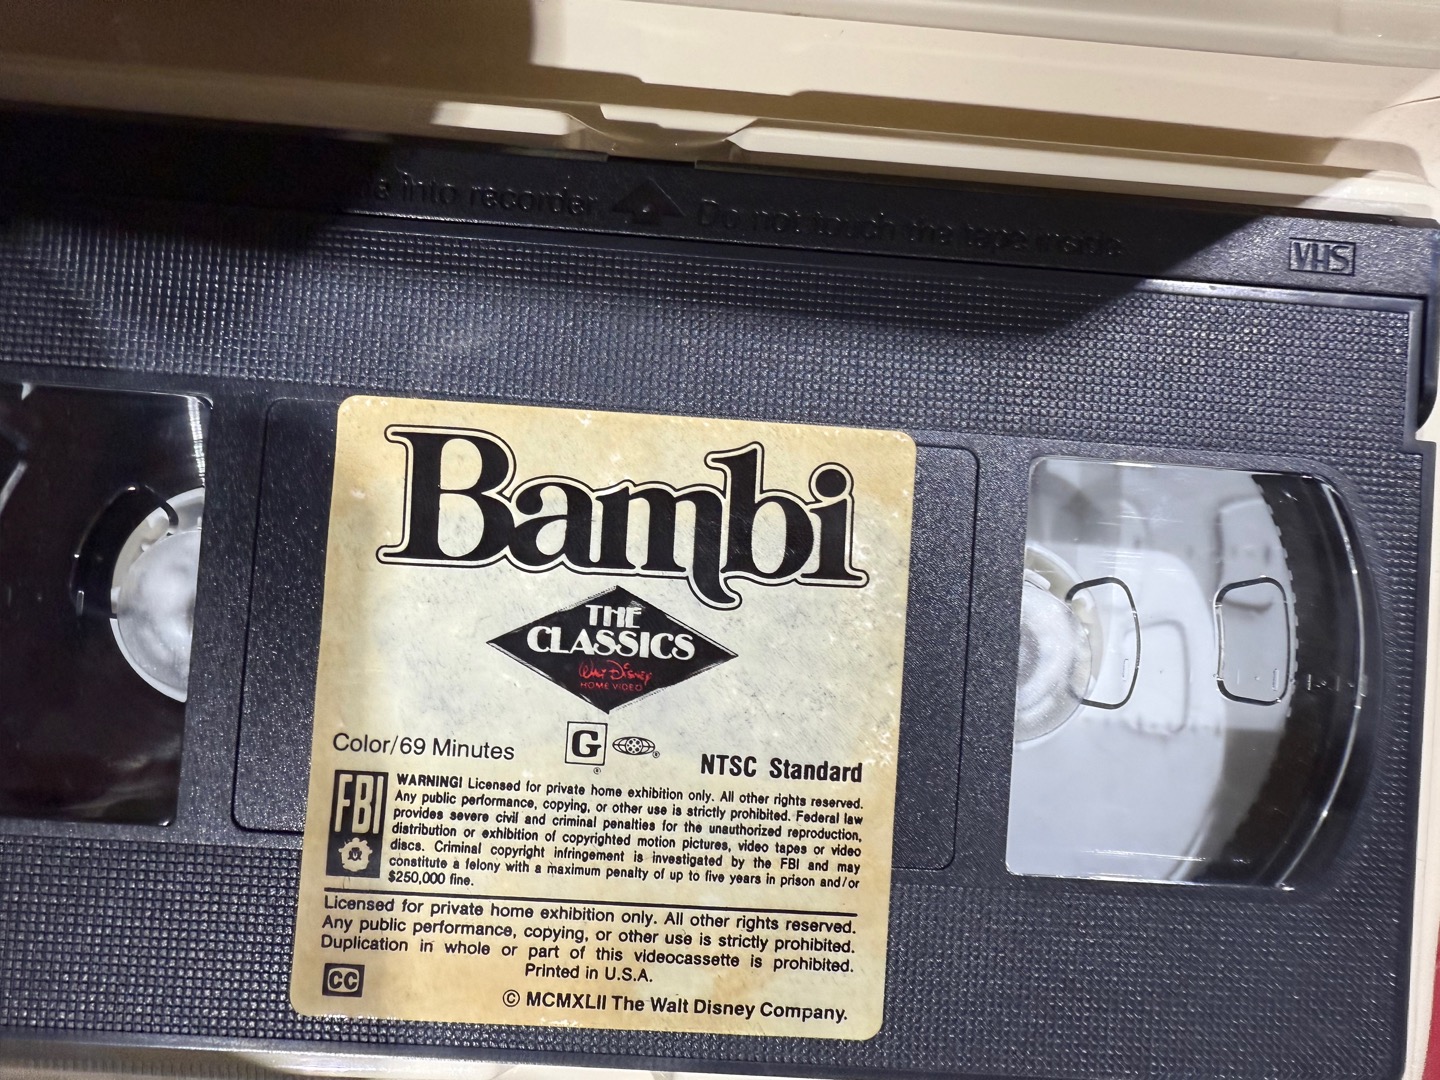 into recorder Do not touch the tape inside
VHS
Bambi
THE
CLASSICS
Walt Disney
HOME VIDEO
Color/69 Minutes G ® ® NTSC Standard
FBI
WARNING! Licensed for private home exhibition only. All other rights reserved.
Any public performance, copying, or other use is strictly prohibited. Federal law
provides severe civil and criminal penalties for the unauthorized reproduction,
distribution or exhibition of copyrighted motion pictures, video tapes or video
discs. Criminal copyright infringement is investigated by the FBI and may
constitute a felony with a maximum penalty of up to five years in prison and/or
$250,000 fine.
Licensed for private home exhibition only. All other rights reserved.
Any public performance, copying, or other use is strictly prohibited.
Duplication in whole or part of this videocassette is prohibited.
Printed in U.S.A.
CC
© MCMXLII The Walt Disney Company.